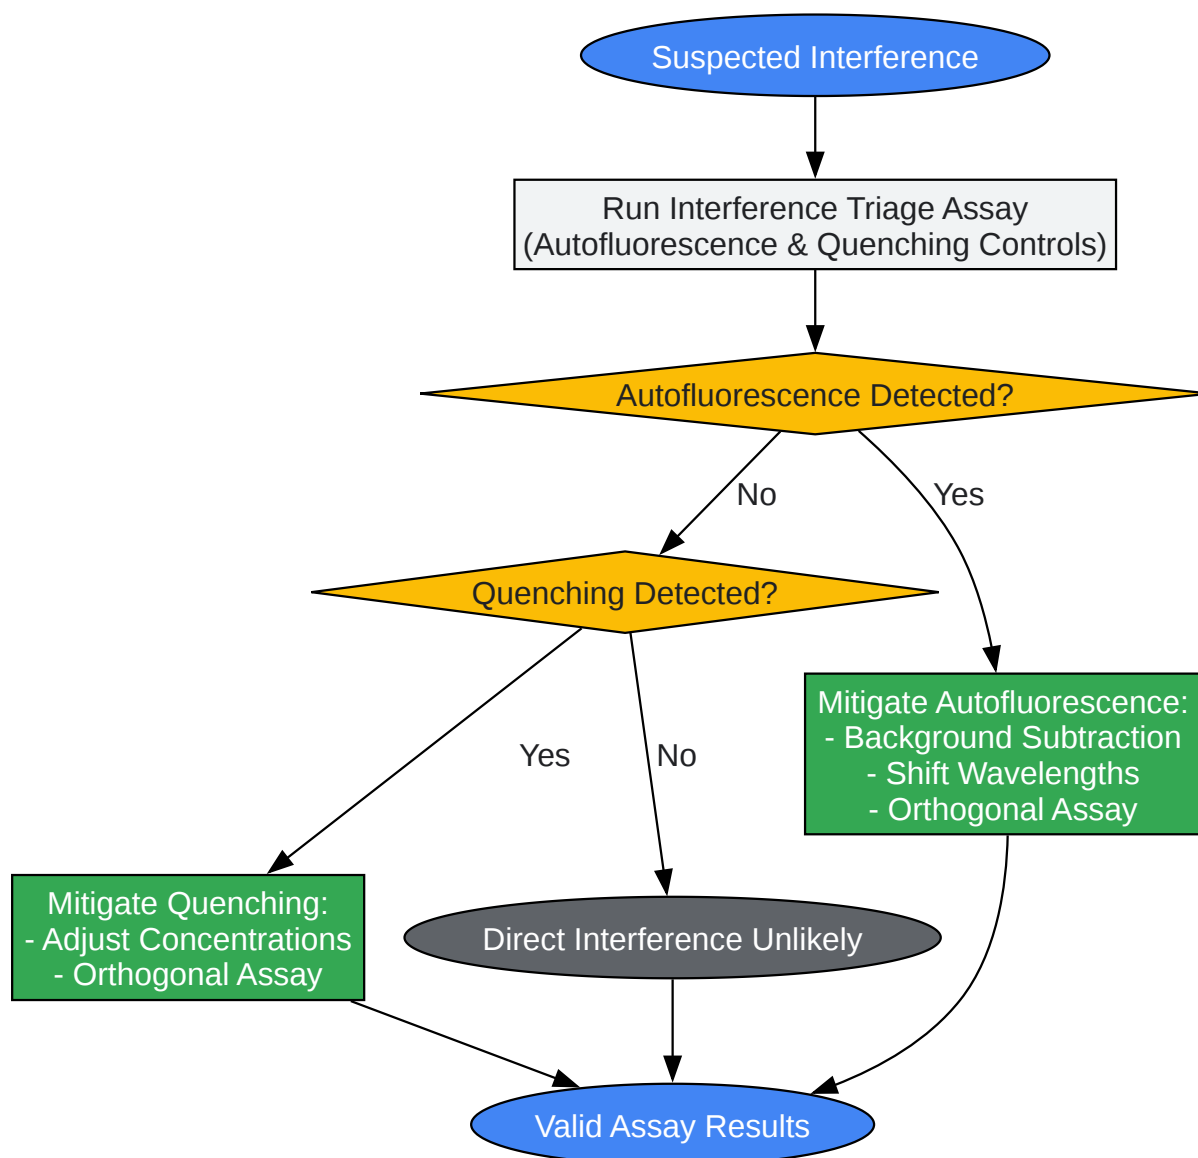 Suspected Interference
Run Interference Triage Assay
(Autofluorescence & Quenching Controls)
Autofluorescence Detected?
No
Yes
Quenching Detected?
Yes
No
Mitigate Autofluorescence:
- Background Subtraction
- Shift Wavelengths
- Orthogonal Assay
Mitigate Quenching:
- Adjust Concentrations
- Orthogonal Assay
Direct Interference Unlikely
Valid Assay Results